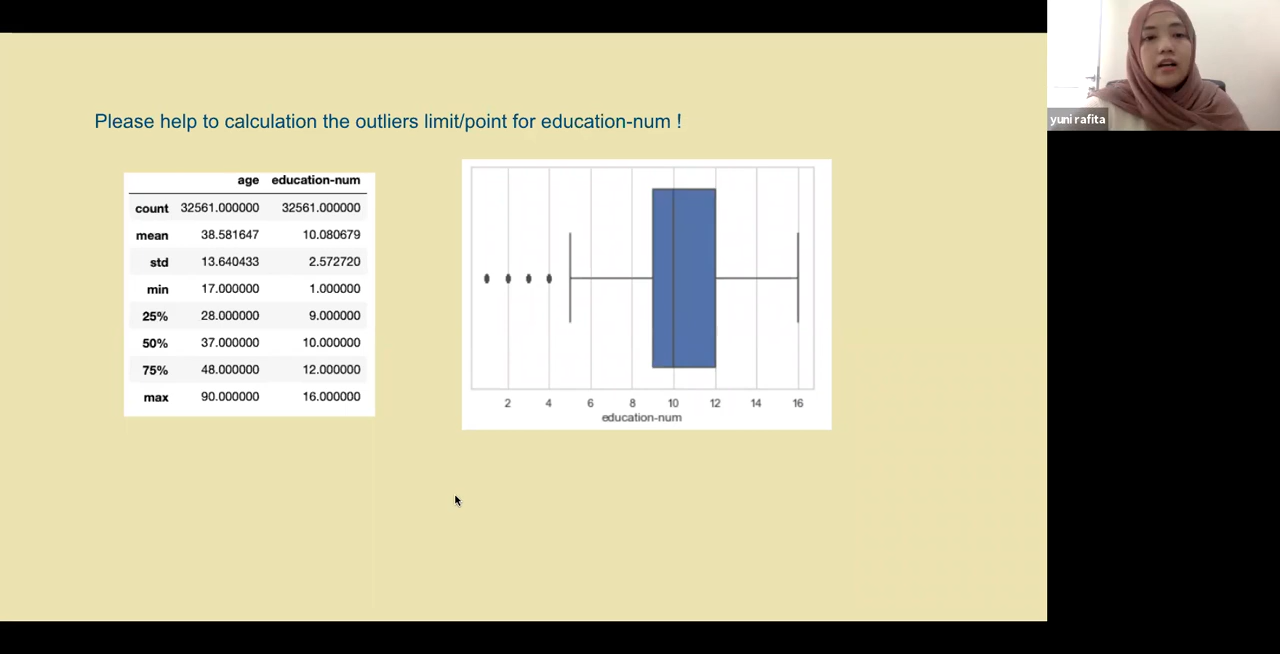 Please help to calculation the outliers limit/point for education-num !
yuni rafita
age education-num
count 32561.000000 32561.000000
mean 38.581647 10.080679
std 13.640433 2.572720
min 17.000000 1.000000
25% 28.000000 9.000000
50% 37.000000 10.000000
75% 48.000000 12.000000
max 90.000000 16.000000
2 4 6 8 10 12 14 16
education-num